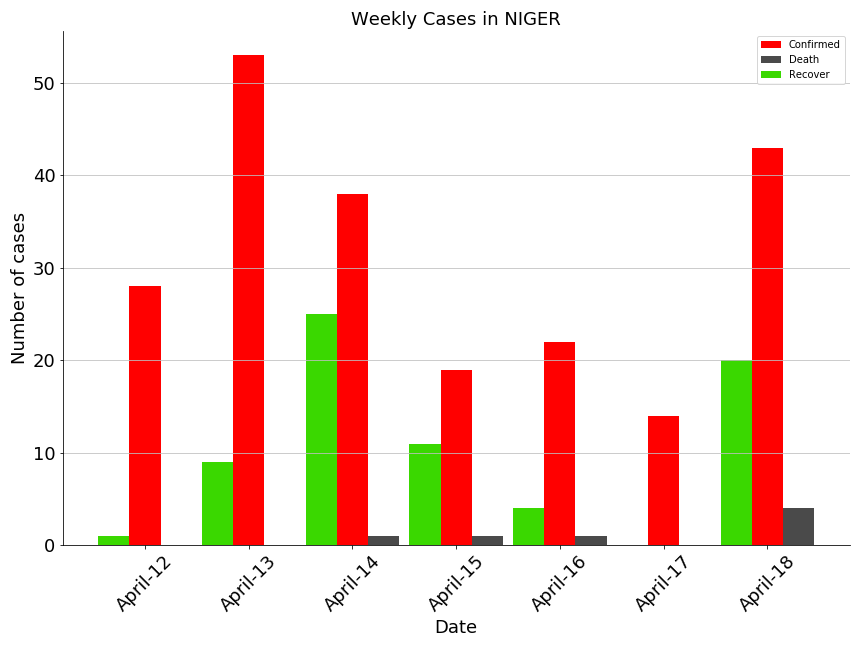 Weekly Cases in NIGER
Confirmed
Death
Recover
Number of cases
50
40
30
20
10
0
April-12
April-13
April-14
April-15
April-16
April-17
April-18
Date